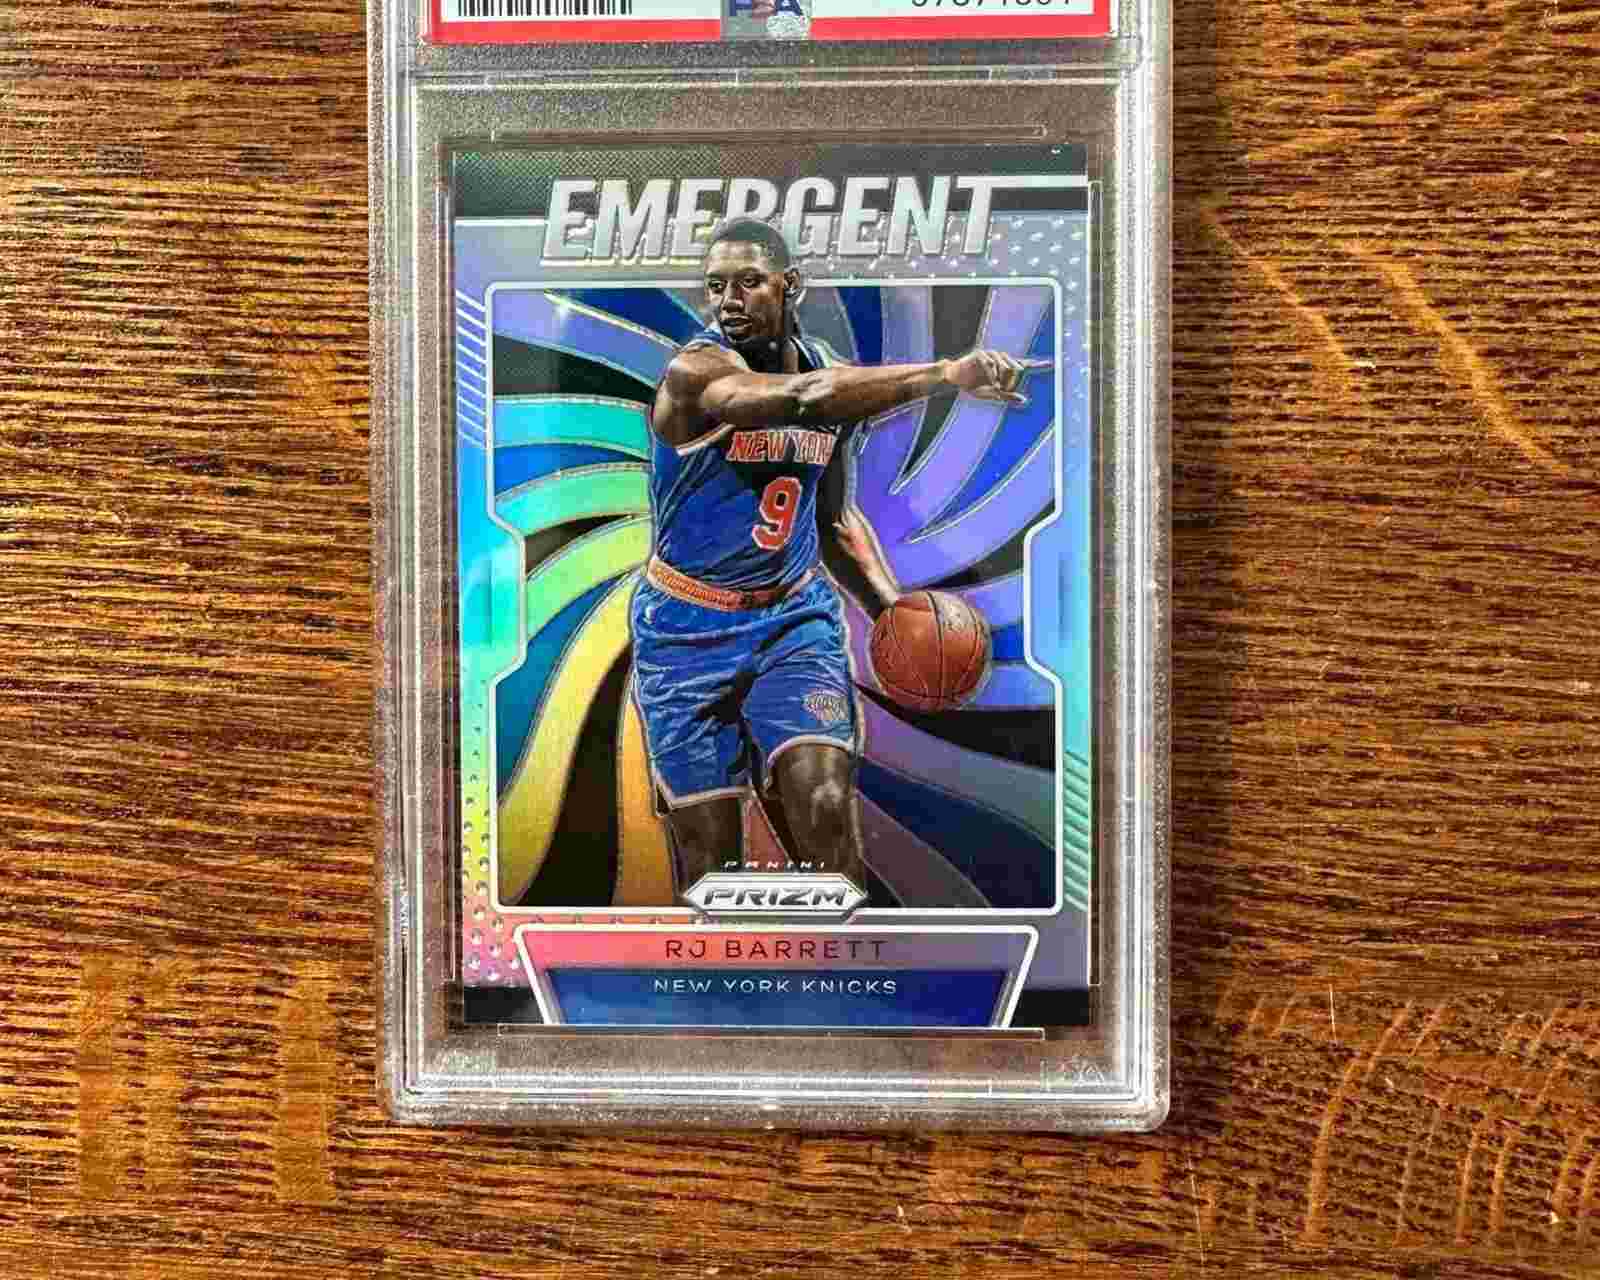 EMERGENT
NEW YORK
9
PANINI
PRIZM
RJ BARRETT
NEW YORK KNICKS